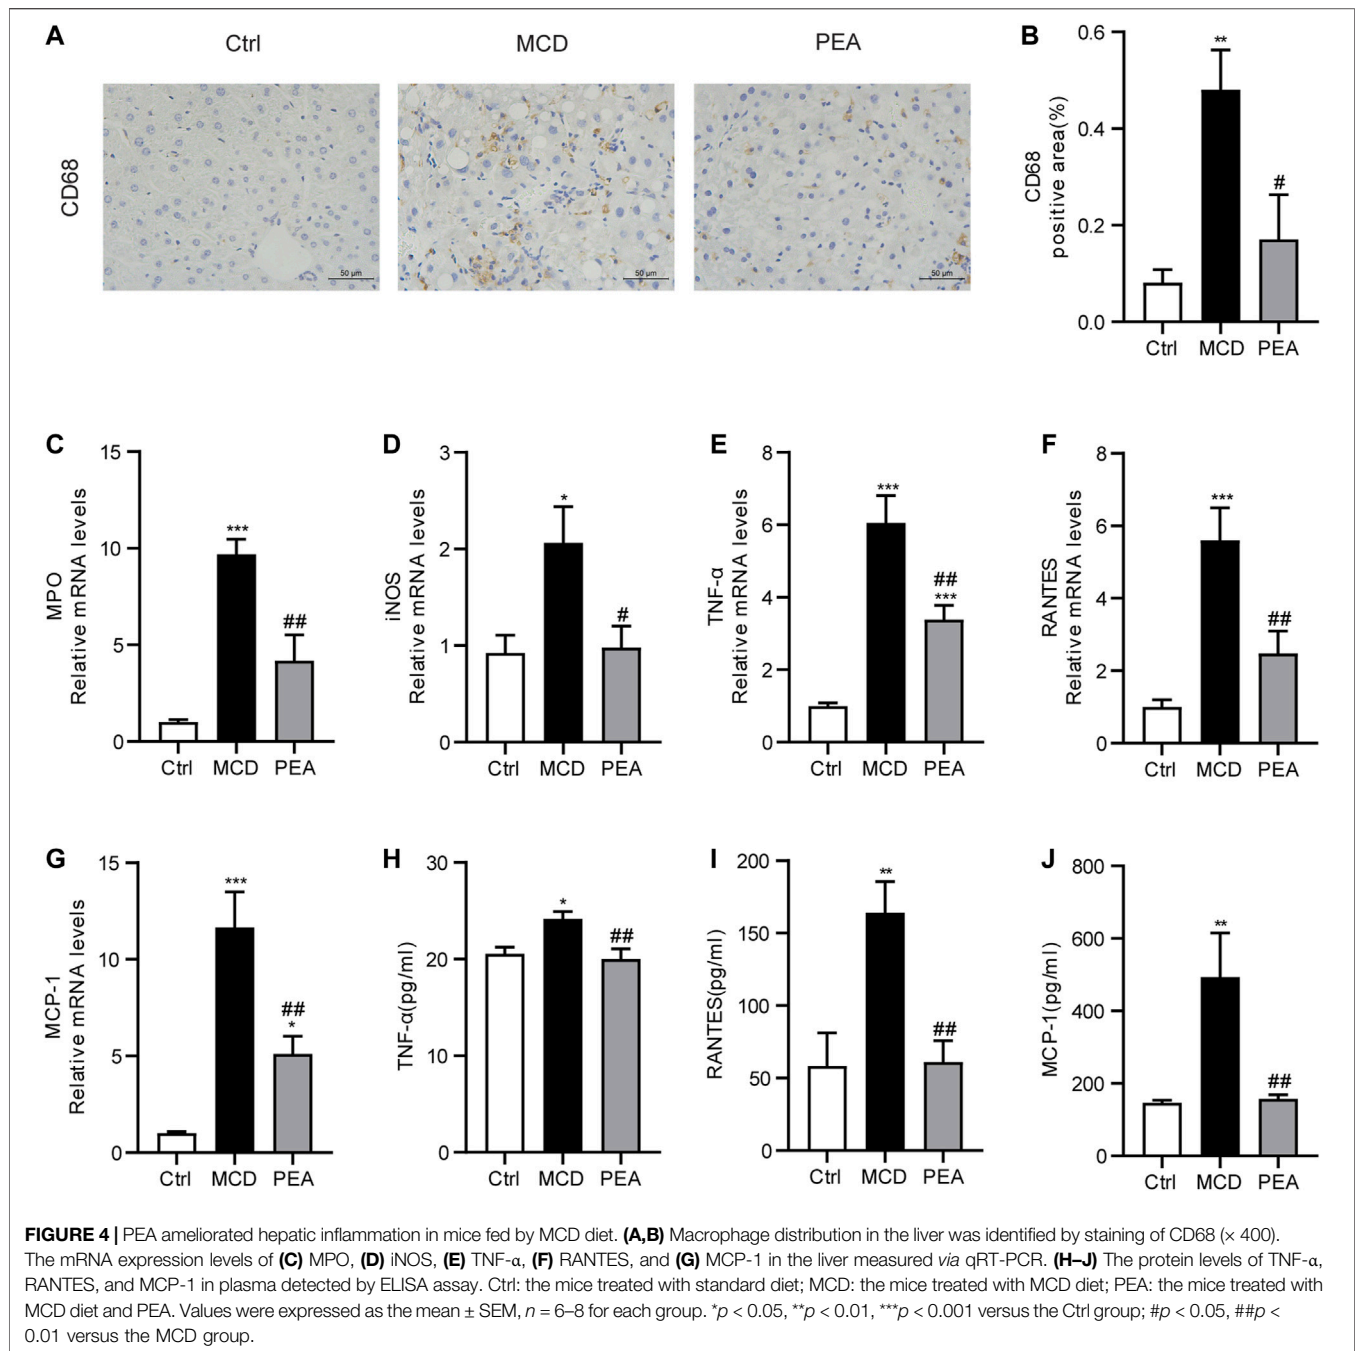 A
Ctrl
MCD
PEA
CD68
50 µm
50 µm
50 µm
B
CD68
positive area(%)
0.6
0.4
0.2
0.0
**
#
Ctrl MCD PEA
C
MPO
Relative mRNA levels
15
10
5
0
***
##
Ctrl MCD PEA
D
iNOS
Relative mRNA levels
3
2
1
0
*
#
Ctrl MCD PEA
E
TNF-α
Relative mRNA levels
8
6
4
2
0
***
##
***
Ctrl MCD PEA
F
RANTES
Relative mRNA levels
8
6
4
2
0
***
##
Ctrl MCD PEA
G
MCP-1
Relative mRNA levels
15
10
5
0
***
##
*
Ctrl MCD PEA
H
TNF-α(pg/ml)
30
20
10
0
*
##
Ctrl MCD PEA
I
RANTES(pg/ml)
200
150
100
50
0
**
##
Ctrl MCD PEA
J
MCP-1(pg/ml)
800
600
400
200
0
**
##
Ctrl MCD PEA
FIGURE 4 | PEA ameliorated hepatic inflammation in mice fed by MCD diet. (A,B) Macrophage distribution in the liver was identified by staining of CD68 (× 400).
The mRNA expression levels of (C) MPO, (D) iNOS, (E) TNF-α, (F) RANTES, and (G) MCP-1 in the liver measured via qRT-PCR. (H–J) The protein levels of TNF-α,
RANTES, and MCP-1 in plasma detected by ELISA assay. Ctrl: the mice treated with standard diet; MCD: the mice treated with MCD diet; PEA: the mice treated with
MCD diet and PEA. Values were expressed as the mean ± SEM, n = 6–8 for each group. *p < 0.05, **p < 0.01, ***p < 0.001 versus the Ctrl group; #p < 0.05, ##p <
0.01 versus the MCD group.